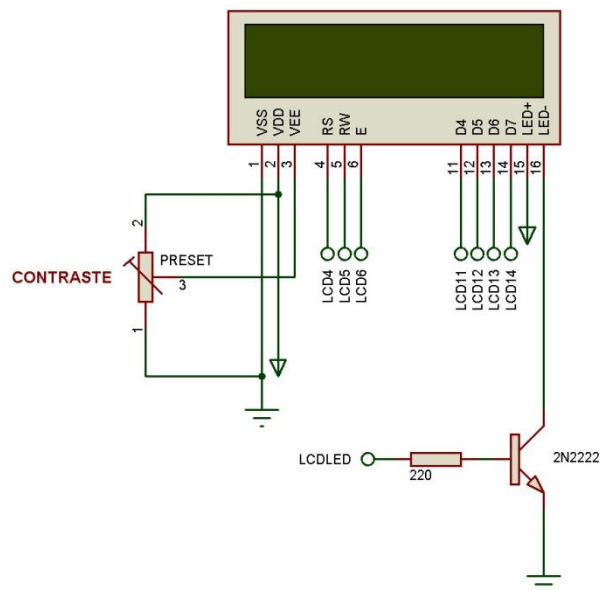 VSS VDD VEE RS RW E D4 D5 D6 D7 LED+ LED-
1 2 3 4 5 6 11 12 13 14 15 16
2
PRESET
CONTRASTE
3
1
LCD4 LCD5 LCD6 LCD11 LCD12 LCD13 LCD14
LCDLED
220
2N2222